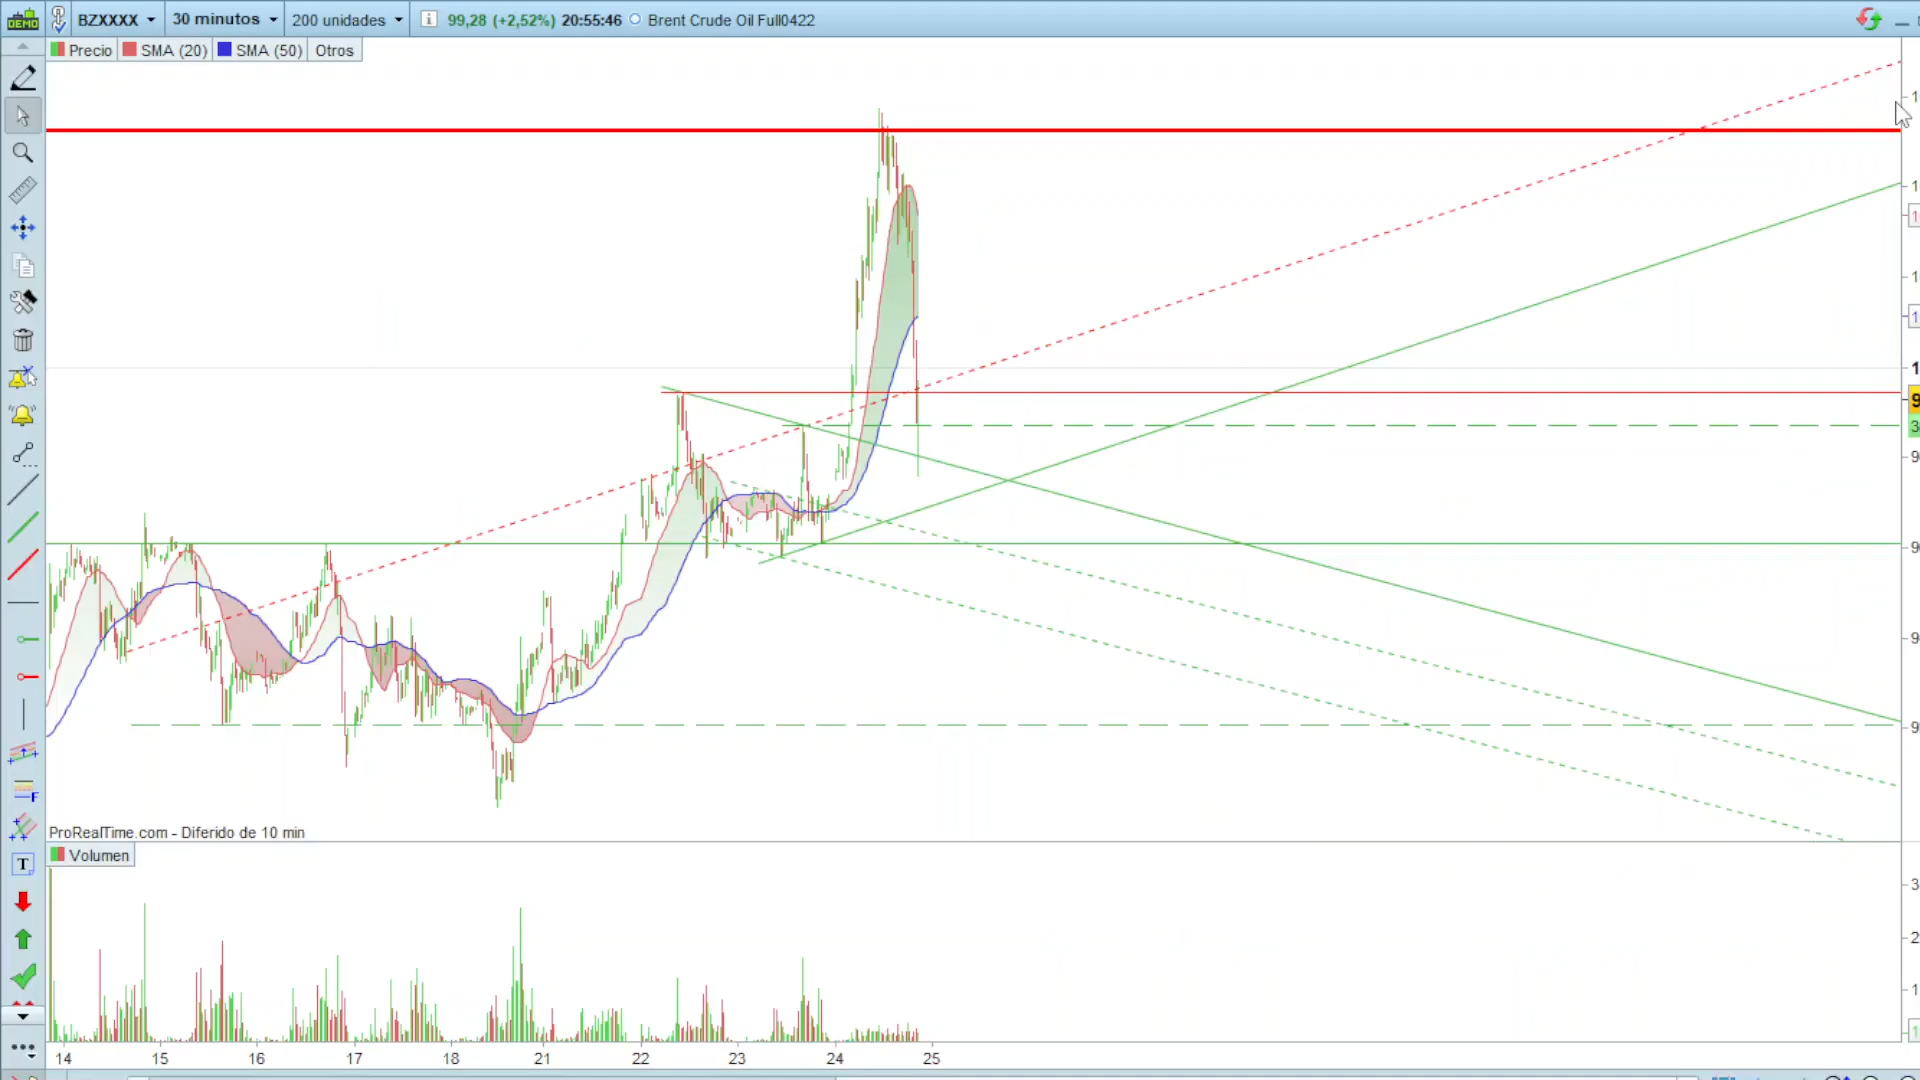 DEMO BZXXXX 30 minutos 200 unidades i 99,28 (+2,52%) 20:55:46 Brent Crude Oil Full0422
Precio SMA (20) SMA (50) Otros
ProRealTime.com - Diferido de 10 min
Volumen
F
T
14 15 16 17 18 21 22 23 24 25